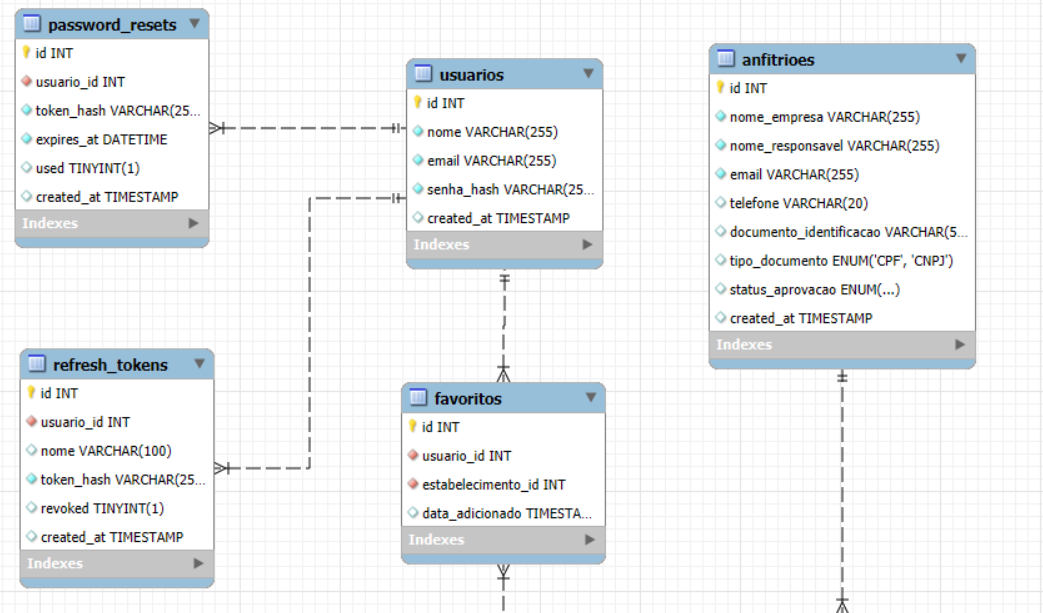 password_resets
id INT
usuario_id INT
token_hash VARCHAR(25...
expires_at DATETIME
used TINYINT(1)
created_at TIMESTAMP
Indexes
usuarios
id INT
nome VARCHAR(255)
email VARCHAR(255)
senha_hash VARCHAR(25...
created_at TIMESTAMP
Indexes
anfitrioes
id INT
nome_empresa VARCHAR(255)
nome_responsavel VARCHAR(255)
email VARCHAR(255)
telefone VARCHAR(20)
documento_identificacao VARCHAR(5...
tipo_documento ENUM('CPF', 'CNPJ')
status_aprovacao ENUM(...)
created_at TIMESTAMP
Indexes
refresh_tokens
id INT
usuario_id INT
nome VARCHAR(100)
token_hash VARCHAR(25...
revoked TINYINT(1)
created_at TIMESTAMP
Indexes
favoritos
id INT
usuario_id INT
estabelecimento_id INT
data_adicionado TIMESTA...
Indexes